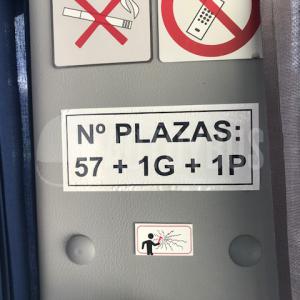 Nº PLAZAS:
57 + 1G + 1P